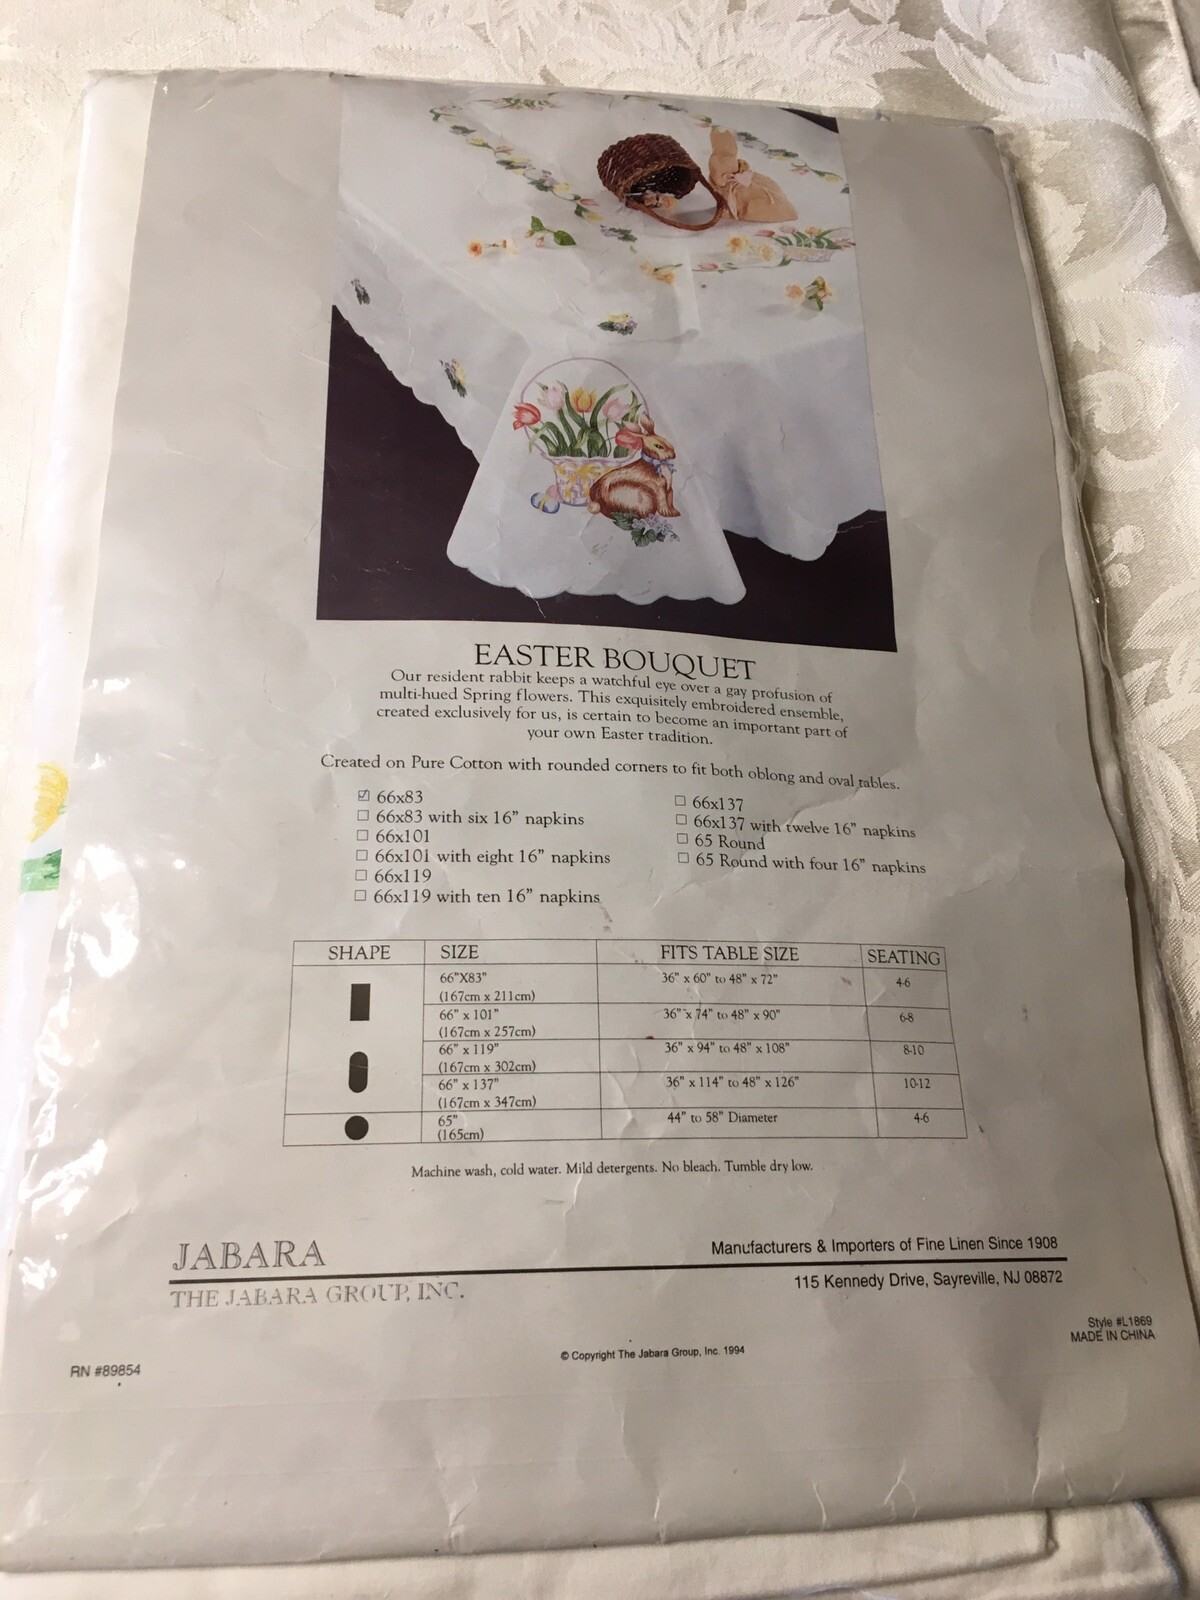 EASTER BOUQUET
Our resident rabbit keeps a watchful eye over a gay profusion of
multi-hued Spring flowers. This exquisitely embroidered ensemble,
created exclusively for us, is certain to become an important part of
your own Easter tradition.
Created on Pure Cotton with rounded corners to fit both oblong and oval tables.
☑ 66x83
☐ 66x83 with six 16" napkins
☐ 66x101
☐ 66x101 with eight 16" napkins
☐ 66x119
☐ 66x119 with ten 16" napkins
☐ 66x137
☐ 66x137 with twelve 16" napkins
☐ 65 Round
☐ 65 Round with four 16" napkins
SHAPE SIZE FITS TABLE SIZE SEATING
66"X83" 36" x 60" to 48" x 72" 4-6
(167cm x 211cm)
66" x 101" 36" x 74" to 48" x 90" 6-8
(167cm x 257cm)
66" x 119" 36" x 94" to 48" x 108" 8-10
(167cm x 302cm)
66" x 137" 36" x 114" to 48" x 126" 10-12
(167cm x 347cm)
65" 44" to 58" Diameter 4-6
(165cm)
Machine wash, cold water. Mild detergents. No bleach. Tumble dry low.
JABARA
THE JABARA GROUP, INC.
Manufacturers & Importers of Fine Linen Since 1908
115 Kennedy Drive, Sayreville, NJ 08872
Style #L1869
MADE IN CHINA
© Copyright The Jabara Group, Inc. 1994
RN #89854